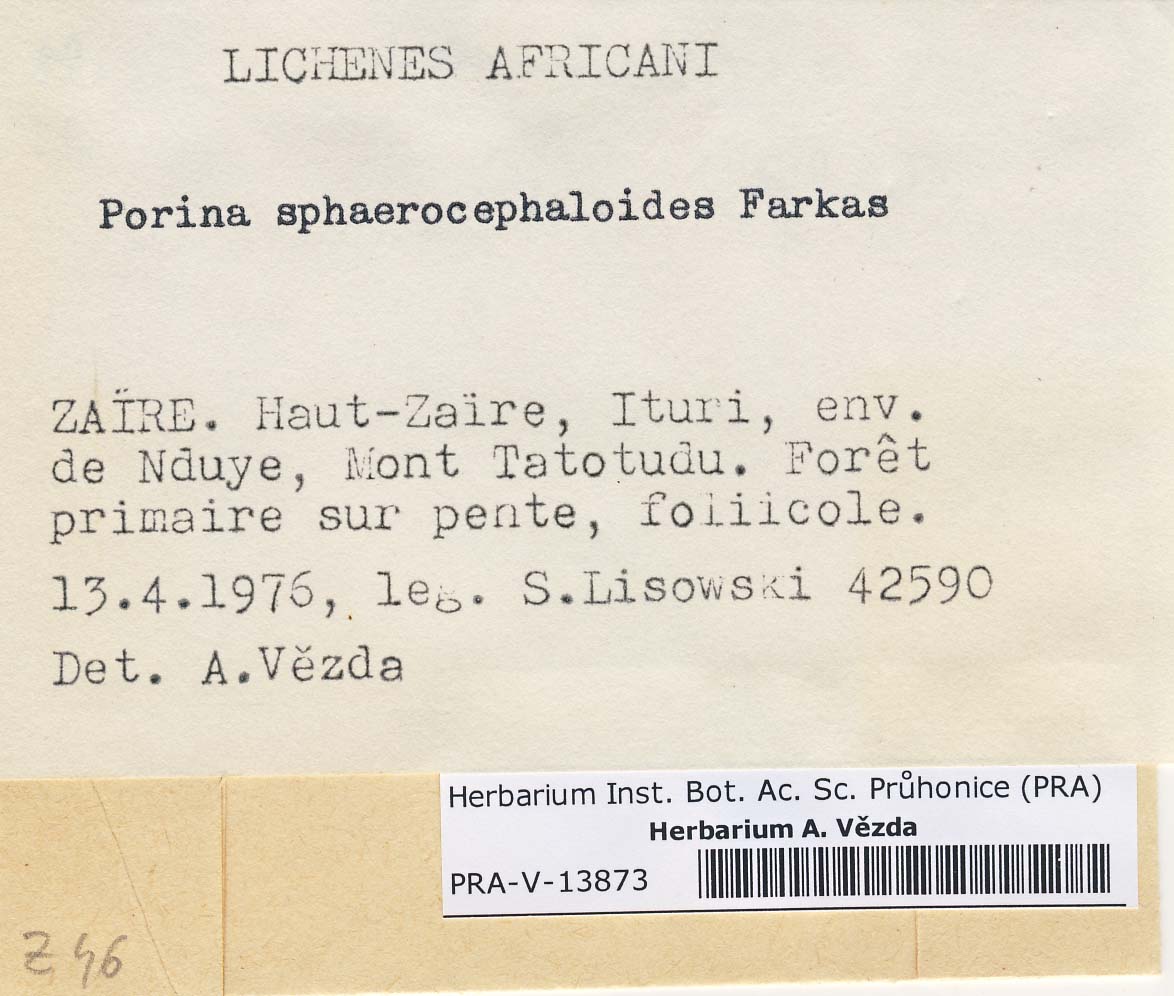 LICHENES AFRICANI
Porina sphaerocephaloides Farkas
ZAÏRE. Haut-Zaïre, Ituri, env.
de Nduye, Mont Tatotudu. Forêt
primaire sur pente, foliicole.
13.4.1976, leg. S.Lisowski 42590
Det. A.Vězda
Herbarium Inst. Bot. Ac. Sc. Průhonice (PRA)
Herbarium A. Vězda
PRA-V-13873
Z 46